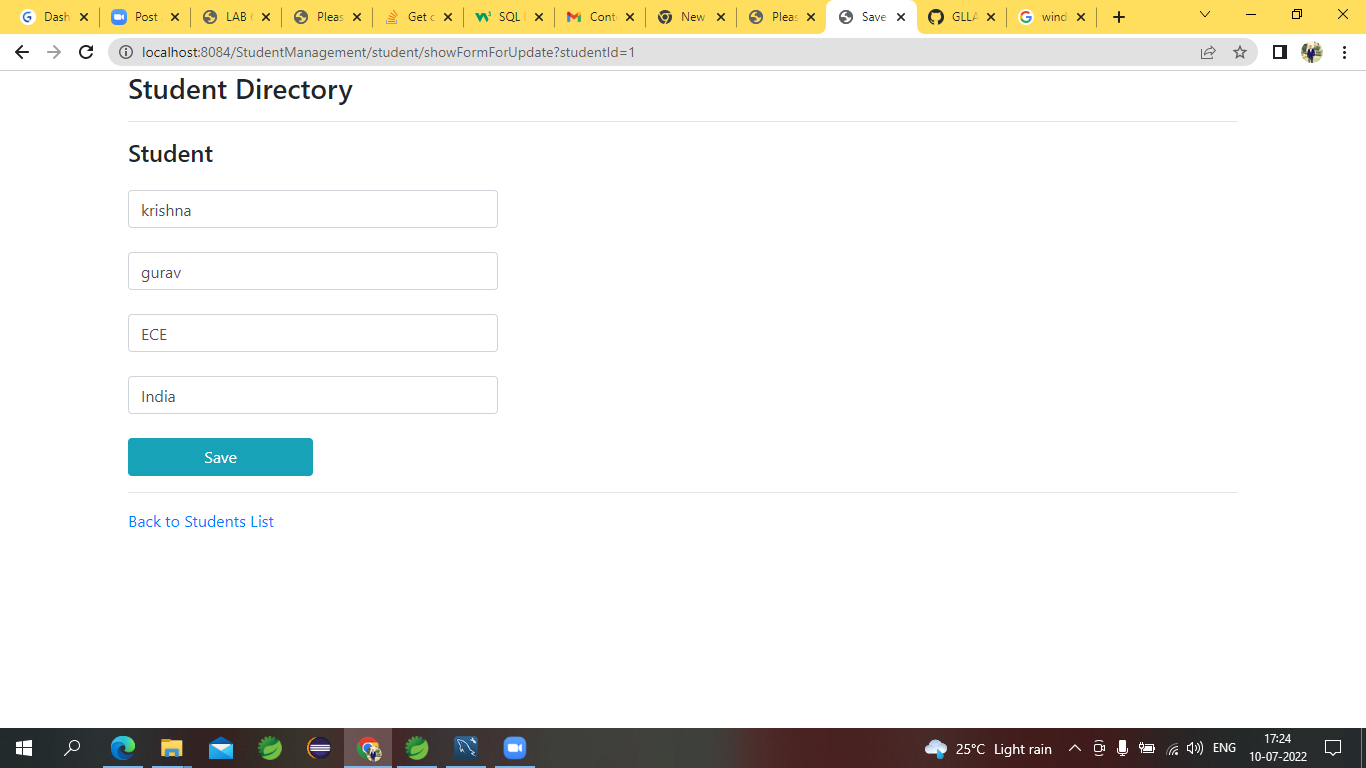 Dash
Post
LAB
Pleas
Get c
SQL
Conte
New
Pleas
Save
GLLA
wind
localhost:8084/StudentManagement/student/showFormForUpdate?studentId=1
Student Directory
Student
krishna
gurav
ECE
India
Save
Back to Students List
25°C Light rain
ENG
17:24
10-07-2022